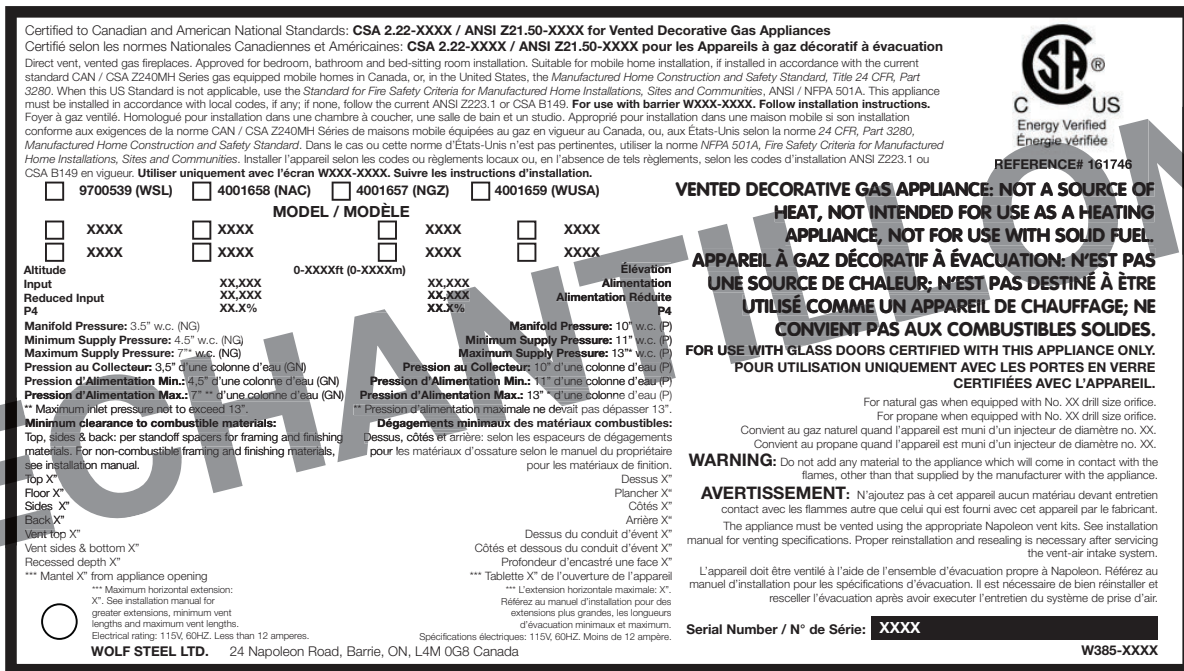 Certified to Canadian and American National Standards: CSA 2.22-XXXX / ANSI Z21.50-XXXX for Vented Decorative Gas Appliances
Certifié selon les normes Nationales Canadiennes et Américaines: CSA 2.22-XXXX / ANSI Z21.50-XXXX pour les Appareils à gaz décoratif à évacuation
Direct vent, vented gas fireplaces. Approved for bedroom, bathroom and bed-sitting room installation. Suitable for mobile home installation, if installed in accordance with the current
standard CAN / CSA Z240MH Series gas equipped mobile homes in Canada, or, in the United States, the Manufactured Home Construction and Safety Standard, Title 24 CFR, Part
3280. When this US Standard is not applicable, use the Standard for Fire Safety Criteria for Manufactured Home Installations, Sites and Communities, ANSI / NFPA 501A. This appliance
must be installed in accordance with local codes, if any; if none, follow the current ANSI Z223.1 or CSA B149. For use with barrier WXXX-XXXX. Follow installation instructions.
Foyer à gaz ventilé. Homologué pour installation dans une chambre à coucher, une salle de bain et un studio. Approprié pour installation dans une maison mobile si son installation
conforme aux exigences de la norme CAN / CSA Z240MH Séries de maisons mobile équipées au gaz en vigueur au Canada, ou, aux États-Unis selon la norme 24 CFR, Part 3280,
Manufactured Home Construction and Safety Standard. Dans le cas ou cette norme d'États-Unis n'est pas pertinentes, utiliser la norme NFPA 501A, Fire Safety Criteria for Manufactured
Home Installations, Sites and Communities. Installer l'appareil selon les codes ou règlements locaux ou, en l'absence de tels règlements, selon les codes d'installation ANSI Z223.1 ou
CSA B149 en vigueur. Utiliser uniquement avec l'écran WXXX-XXXX. Suivre les instructions d'installation.
CSA ®
C US
Energy Verified
Énergie vérifiée
REFERENCE# 161746
9700539 (WSL) 4001658 (NAC) 4001657 (NGZ) 4001659 (WUSA)
MODEL / MODÈLE
XXXX XXXX XXXX XXXX
XXXX XXXX XXXX XXXX
Altitude 0-XXXXft (0-XXXXm) Élévation
Input XX,XXX XX,XXX Alimentation
Reduced Input XX,XXX XX,XXX Alimentation Réduite
P4 XX.X% XX.X% P4
Manifold Pressure: 3.5" w.c. (NG)
Minimum Supply Pressure: 4.5" w.c. (NG)
Maximum Supply Pressure: 7"* w.c. (NG)
Pression au Collecteur: 3,5" d'une colonne d'eau (GN)
Pression d'Alimentation Min.: 4,5" d'une colonne d'eau (GN)
Pression d'Alimentation Max.: 7" ** d'une colonne d'eau (GN)
** Maximum inlet pressure not to exceed 13".
Manifold Pressure: 10" w.c. (P)
Minimum Supply Pressure: 11" w.c. (P)
Maximum Supply Pressure: 13"* w.c. (P)
Pression au Collecteur: 10" d'une colonne d'eau (P)
Pression d'Alimentation Min.: 11" d'une colonne d'eau (P)
Pression d'Alimentation Max.: 13" * d'une colonne d'eau (P)
** Pression d'alimentation maximale ne devait pas dépasser 13".
Minimum clearance to combustible materials:
Top, sides & back: per standoff spacers for framing and finishing
materials. For non-combustible framing and finishing materials,
see installation manual.
Top X"
Floor X"
Sides X"
Back X"
Vent top X"
Vent sides & bottom X"
Recessed depth X"
*** Mantel X" from appliance opening
*** Maximum horizontal extension:
X". See installation manual for
greater extensions, minimum vent
lengths and maximum vent lengths.
Electrical rating: 115V, 60HZ. Less than 12 amperes.
Dégagements minimaux des matériaux combustibles:
Dessus, côtés et arrière: selon les espaceurs de dégagements
pour les matériaux d'ossature selon le manuel du propriétaire
pour les matériaux de finition.
Dessus X"
Plancher X"
Côtés X"
Arrière X"
Dessus du conduit d'évent X"
Côtés et dessous du conduit d'évent X"
Profondeur d'encastré une face X"
*** Tablette X" de l'ouverture de l'appareil
*** L'extension horizontale maximale: X".
Référez au manuel d'installation pour des
extensions plus grandes, les longueurs
d'évacuation minimaux et maximum.
Spécifications électriques: 115V, 60HZ. Moins de 12 ampère.
WOLF STEEL LTD. 24 Napoleon Road, Barrie, ON, L4M 0G8 Canada
VENTED DECORATIVE GAS APPLIANCE: NOT A SOURCE OF
HEAT, NOT INTENDED FOR USE AS A HEATING
APPLIANCE, NOT FOR USE WITH SOLID FUEL.
APPAREIL À GAZ DÉCORATIF À ÉVACUATION: N'EST PAS
UNE SOURCE DE CHALEUR; N'EST PAS DESTINÉ À ÈTRE
UTILISÉ COMME UN APPAREIL DE CHAUFFAGE; NE
CONVIENT PAS AUX COMBUSTIBLES SOLIDES.
FOR USE WITH GLASS DOORS CERTIFIED WITH THIS APPLIANCE ONLY.
POUR UTILISATION UNIQUEMENT AVEC LES PORTES EN VERRE
CERTIFIÉES AVEC L'APPAREIL.
For natural gas when equipped with No. XX drill size orifice.
For propane when equipped with No. XX drill size orifice.
Convient au gaz naturel quand l'appareil est muni d'un injecteur de diamètre no. XX.
Convient au propane quand l'appareil est muni d'un injecteur de diamètre no. XX.
WARNING: Do not add any material to the appliance which will come in contact with the
flames, other than that supplied by the manufacturer with the appliance.
AVERTISSEMENT: N'ajoutez pas à cet appareil aucun matériau devant entretien
contact avec les flammes autre que celui qui est fourni avec cet appareil par le fabricant.
The appliance must be vented using the appropriate Napoleon vent kits. See installation
manual for venting specifications. Proper reinstallation and resealing is necessary after servicing
the vent-air intake system.
L'appareil doit être ventilé à l'aide de l'ensemble d'évacuation propre à Napoleon. Référez au
manuel d'installation pour les spécifications d'évacuation. Il est nécessaire de bien réinstaller et
resceller l'évacuation après avoir executer l'entretien du système de prise d'air.
Serial Number / N° de Série: XXXX
W385-XXXX
ECHANTILLON